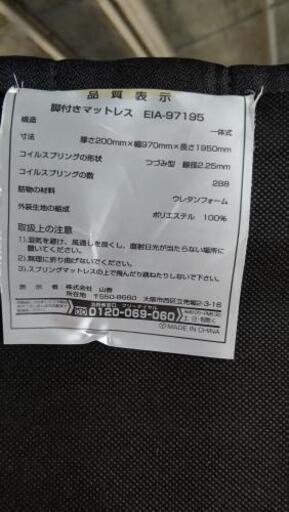 品質表示
脚付きマットレス EIA-97195
構造 一体式
寸法 厚さ200mm×幅970mm×長さ1950mm
コイルスプリングの形状 つづみ型 線径2.25mm
コイルスプリングの数 288
詰物の材料 ウレタンフォーム
外装生地の組成 ポリエステル 100%
取扱上の注意
1).湿気を避け、風通しを良くし、直射日光が当たらない場所に置いてください。
2).無理に折り曲げないでください。
3).スプリングマットレスの上で飛んだり跳ねたりしないで下さい。
表示者 株式会社 山善
所在地 〒550-8660 大阪市西区立売堀2-3-16
0120-069-060
MADE IN CHINA